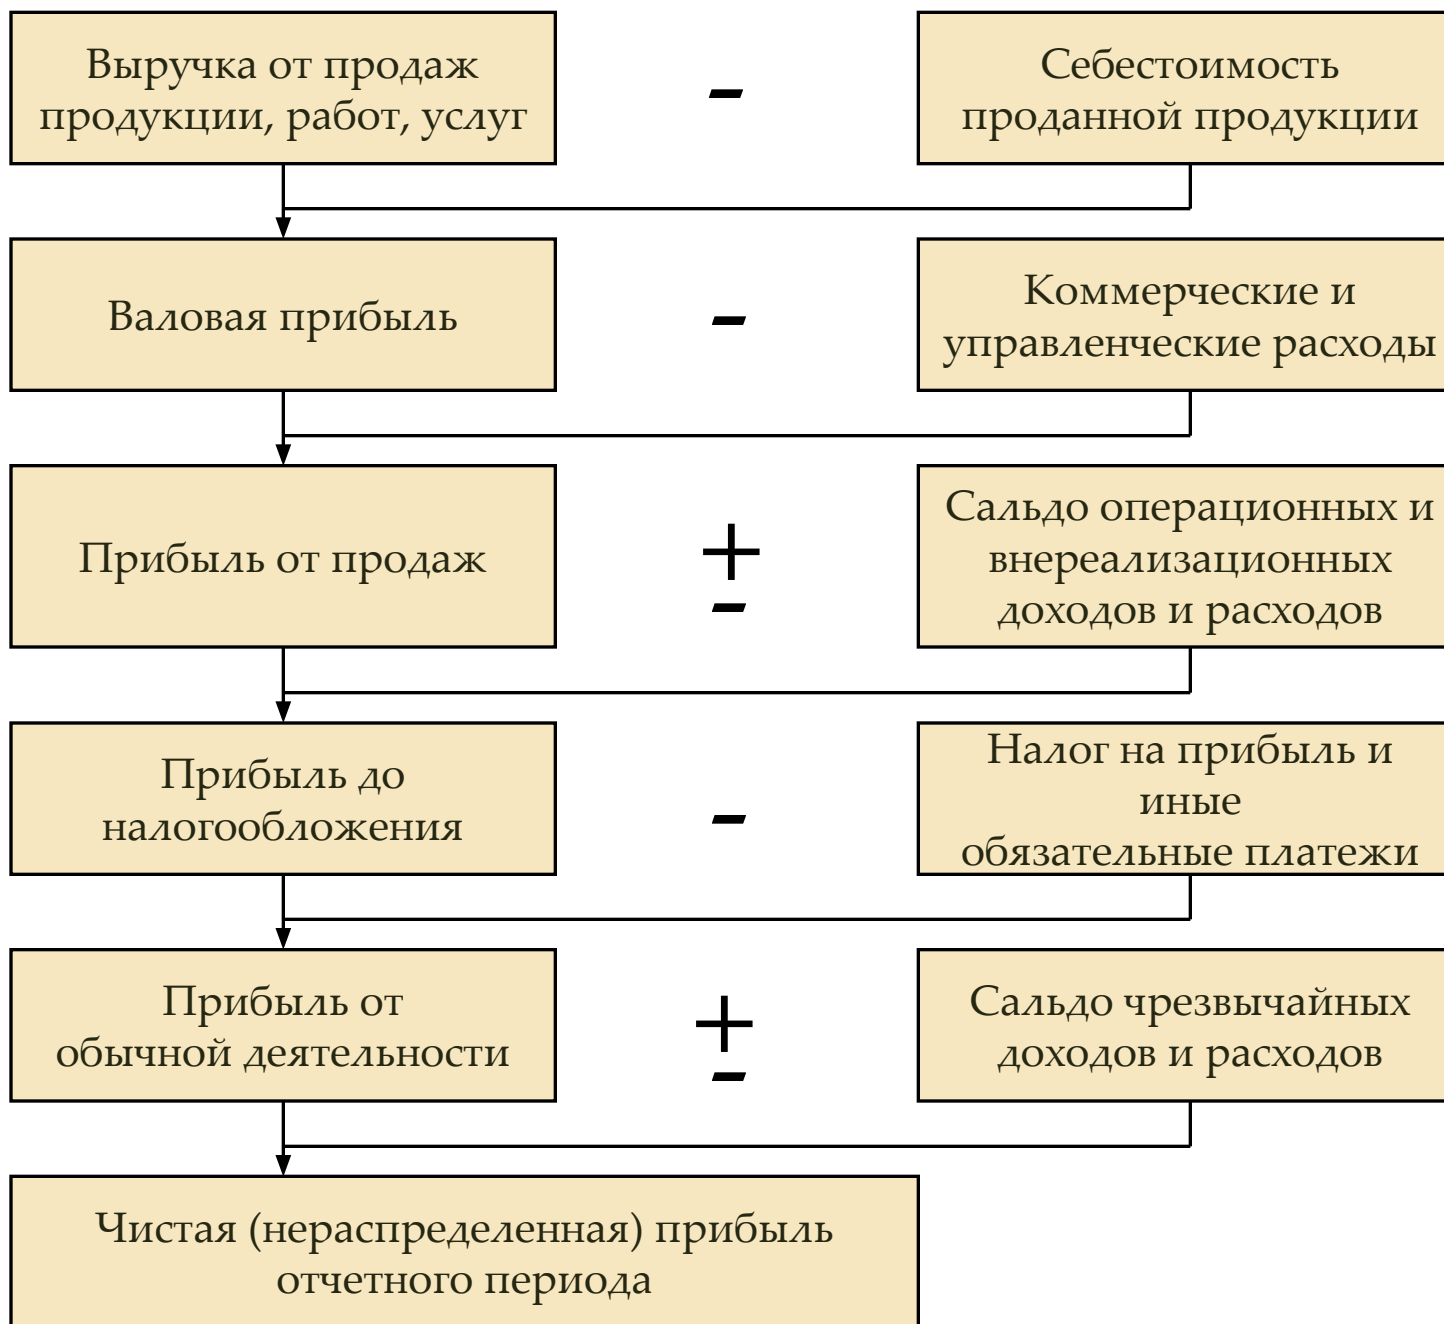 Выручка от продаж
продукции, работ, услуг
-
Себестоимость
проданной продукции
Валовая прибыль
-
Коммерческие и
управленческие расходы
Прибыль от продаж
+
-
Сальдо операционных и
внереализационных
доходов и расходов
Прибыль до
налогообложения
-
Налог на прибыль и
иные
обязательные платежи
Прибыль от
обычной деятельности
+
-
Сальдо чрезвычайных
доходов и расходов
Чистая (нераспределенная) прибыль
отчетного периода